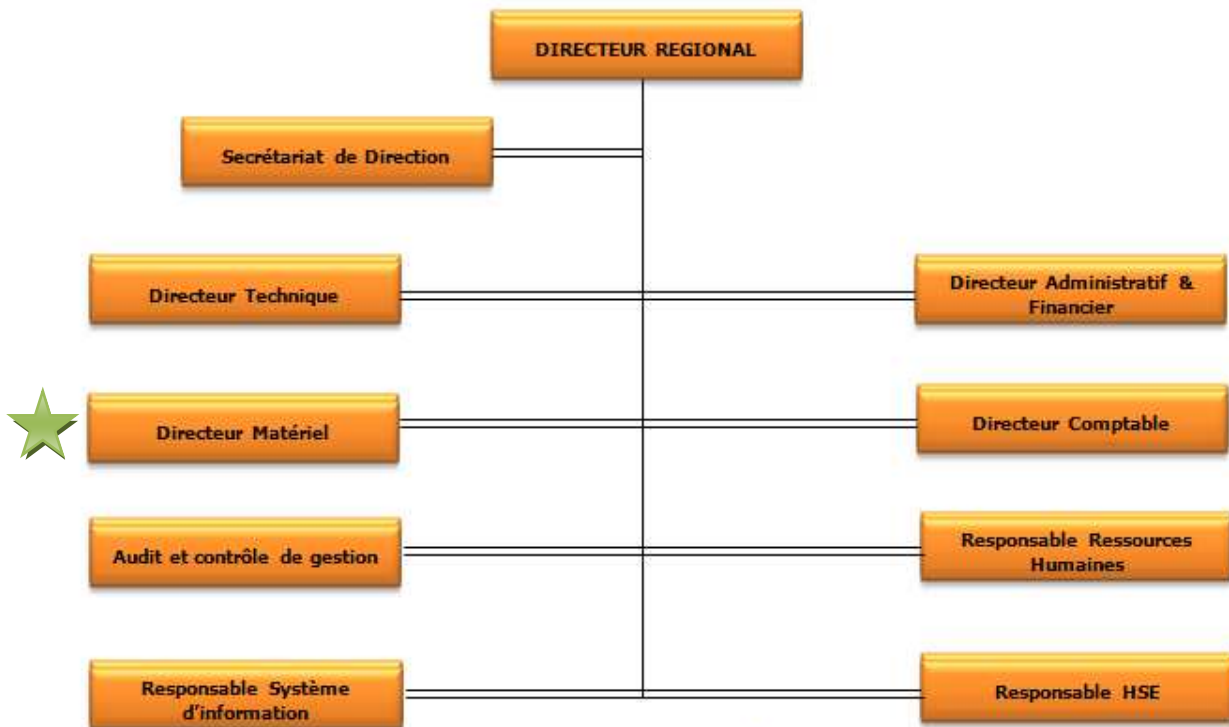 DIRECTEUR REGIONAL
Secrétariat de Direction
Directeur Technique
Directeur Administratif &
Financier
Directeur Matériel
Directeur Comptable
Audit et contrôle de gestion
Responsable Ressources
Humaines
Responsable Système
d'information
Responsable HSE